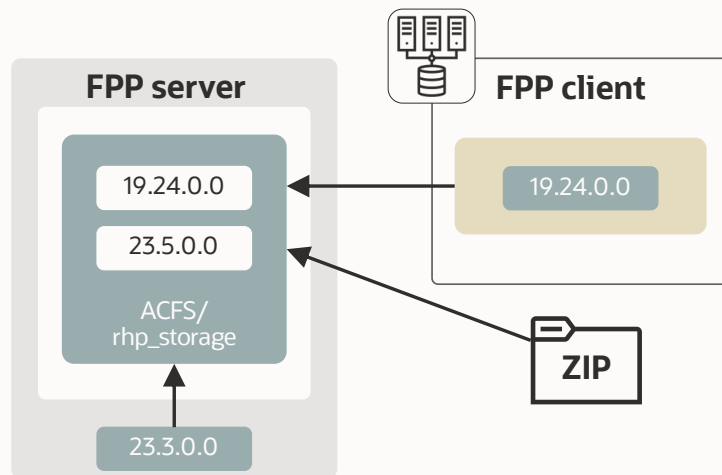 FPP server
19.24.0.0
23.5.0.0
ACFS/
rhp_storage
23.3.0.0
FPP client
19.24.0.0
ZIP